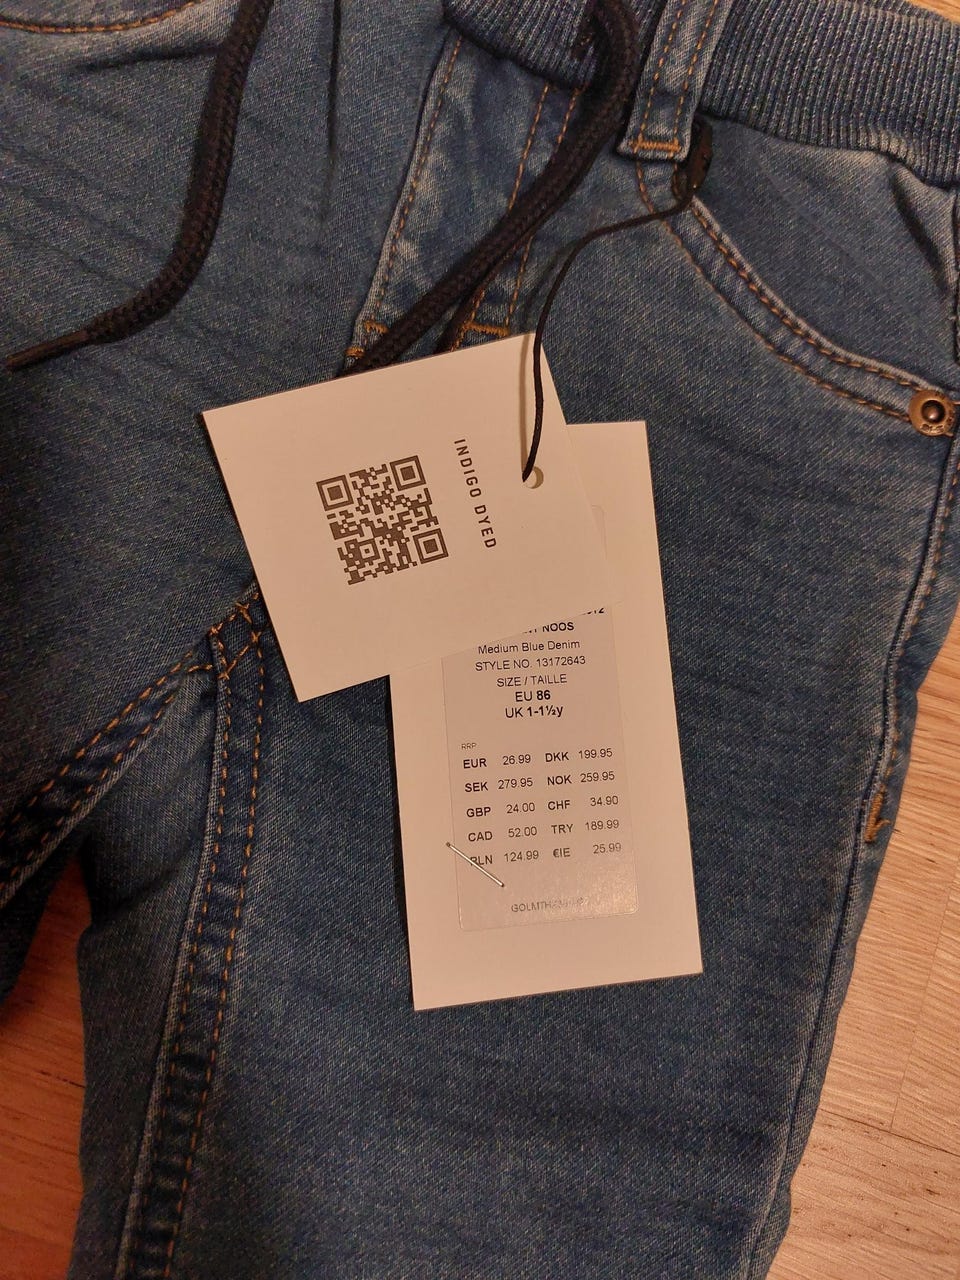 INDIGO DYED
NOOS
Medium Blue Denim
STYLE NO. 13172643
SIZE / TAILLE
EU 86
UK 1-1½y
RRP
EUR 26.99 DKK 199.95
SEK 279.95 NOK 259.95
GBP 24.00 CHF 34.90
CAD 52.00 TRY 189.99
PLN 124.99 €IE 25.99